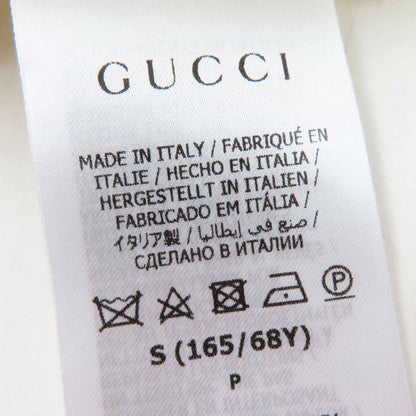 GUCCI
MADE IN ITALY / FABRIQUÉ EN
ITALIE / HECHO EN ITALIA /
HERGESTELLT IN ITALIEN /
FABRICADO EM ITÁLIA /
イタリア製 / صنع في إيطاليا /
СДЕЛАНО В ИТАЛИИ
P
S (165/68Y)
P